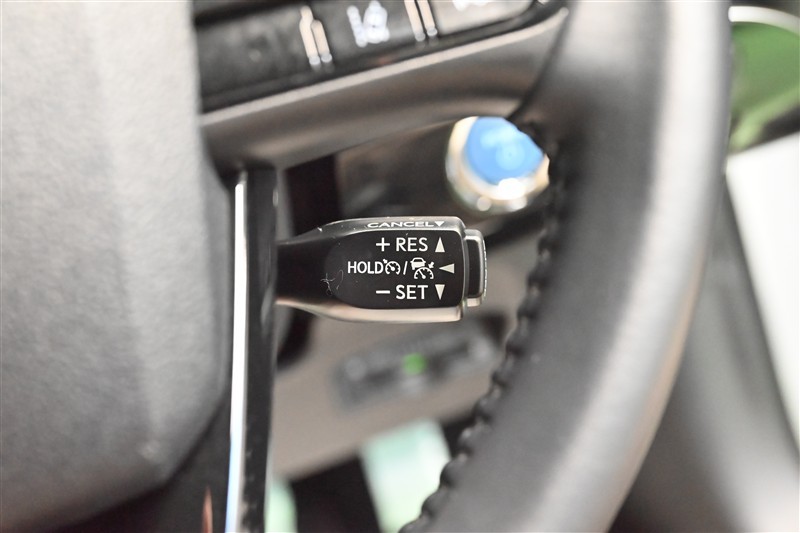 CANCEL▼
+ RES ▲
HOLD / ◀
− SET ▼